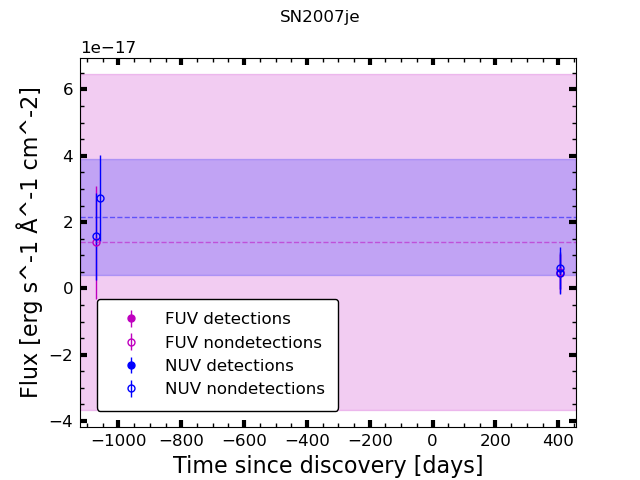 SN2007je
1e−17
6
4
2
0
−2
−4
Flux [erg s^-1 Å^-1 cm^-2]
FUV detections
FUV nondetections
NUV detections
NUV nondetections
−1000 −800 −600 −400 −200 0 200 400
Time since discovery [days]